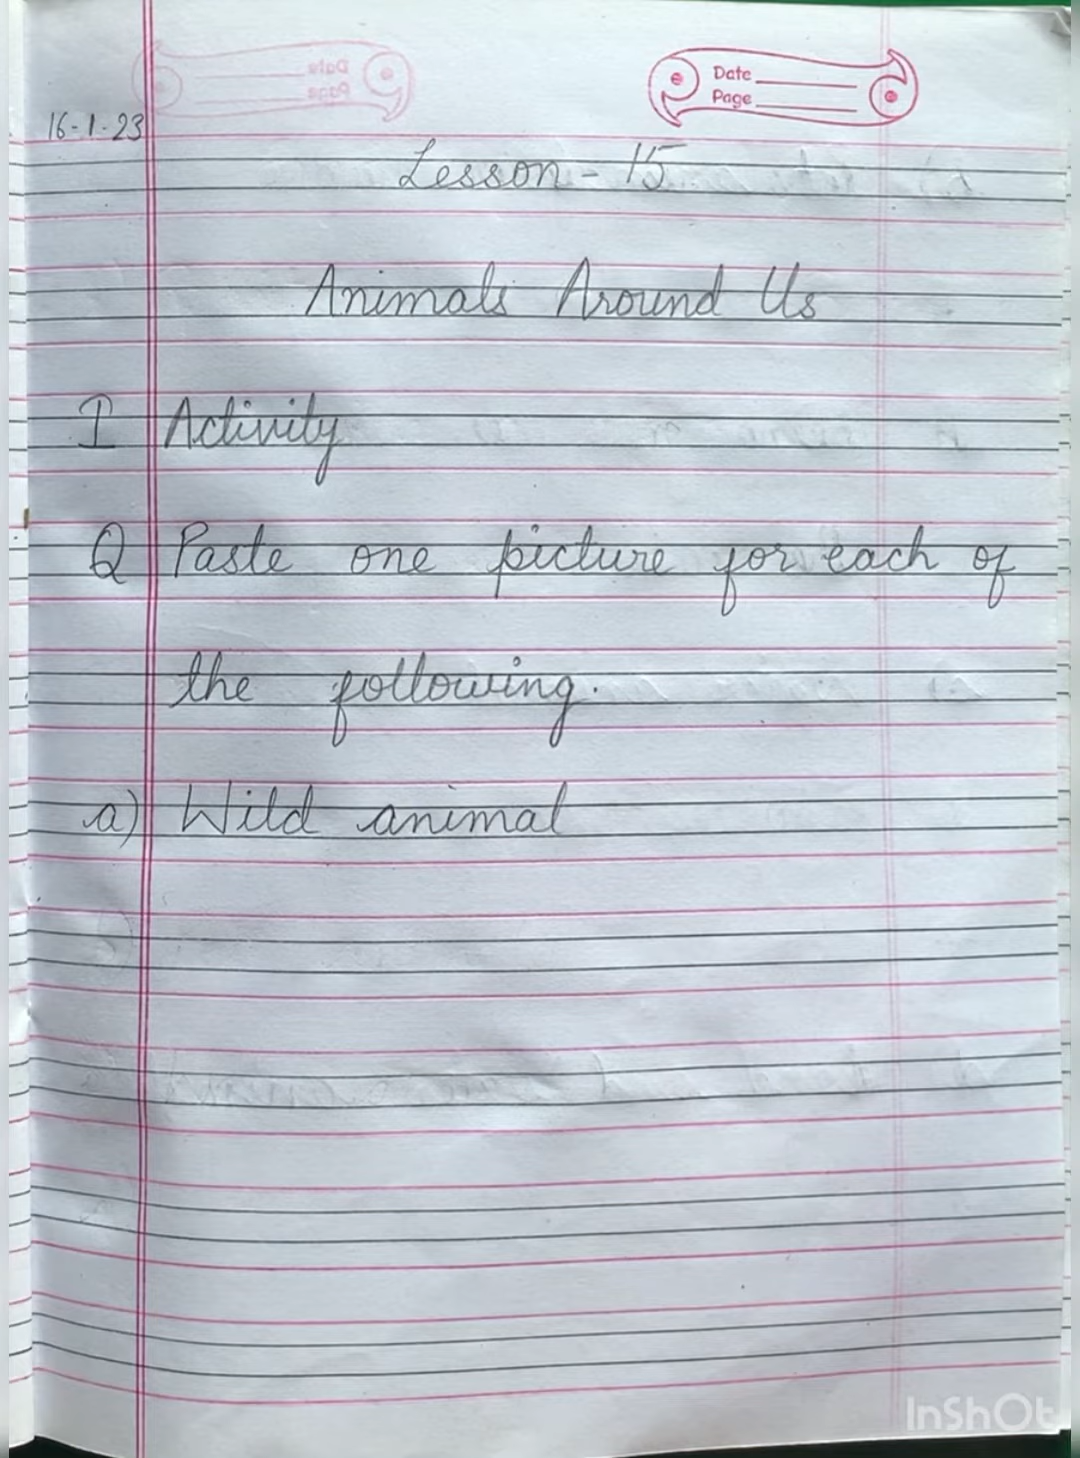 Date
Page
16-1-23
Lesson - 15
Animals Around Us
I Activity
Q Paste one picture for each of
the following.
a) Wild animal
InShOt